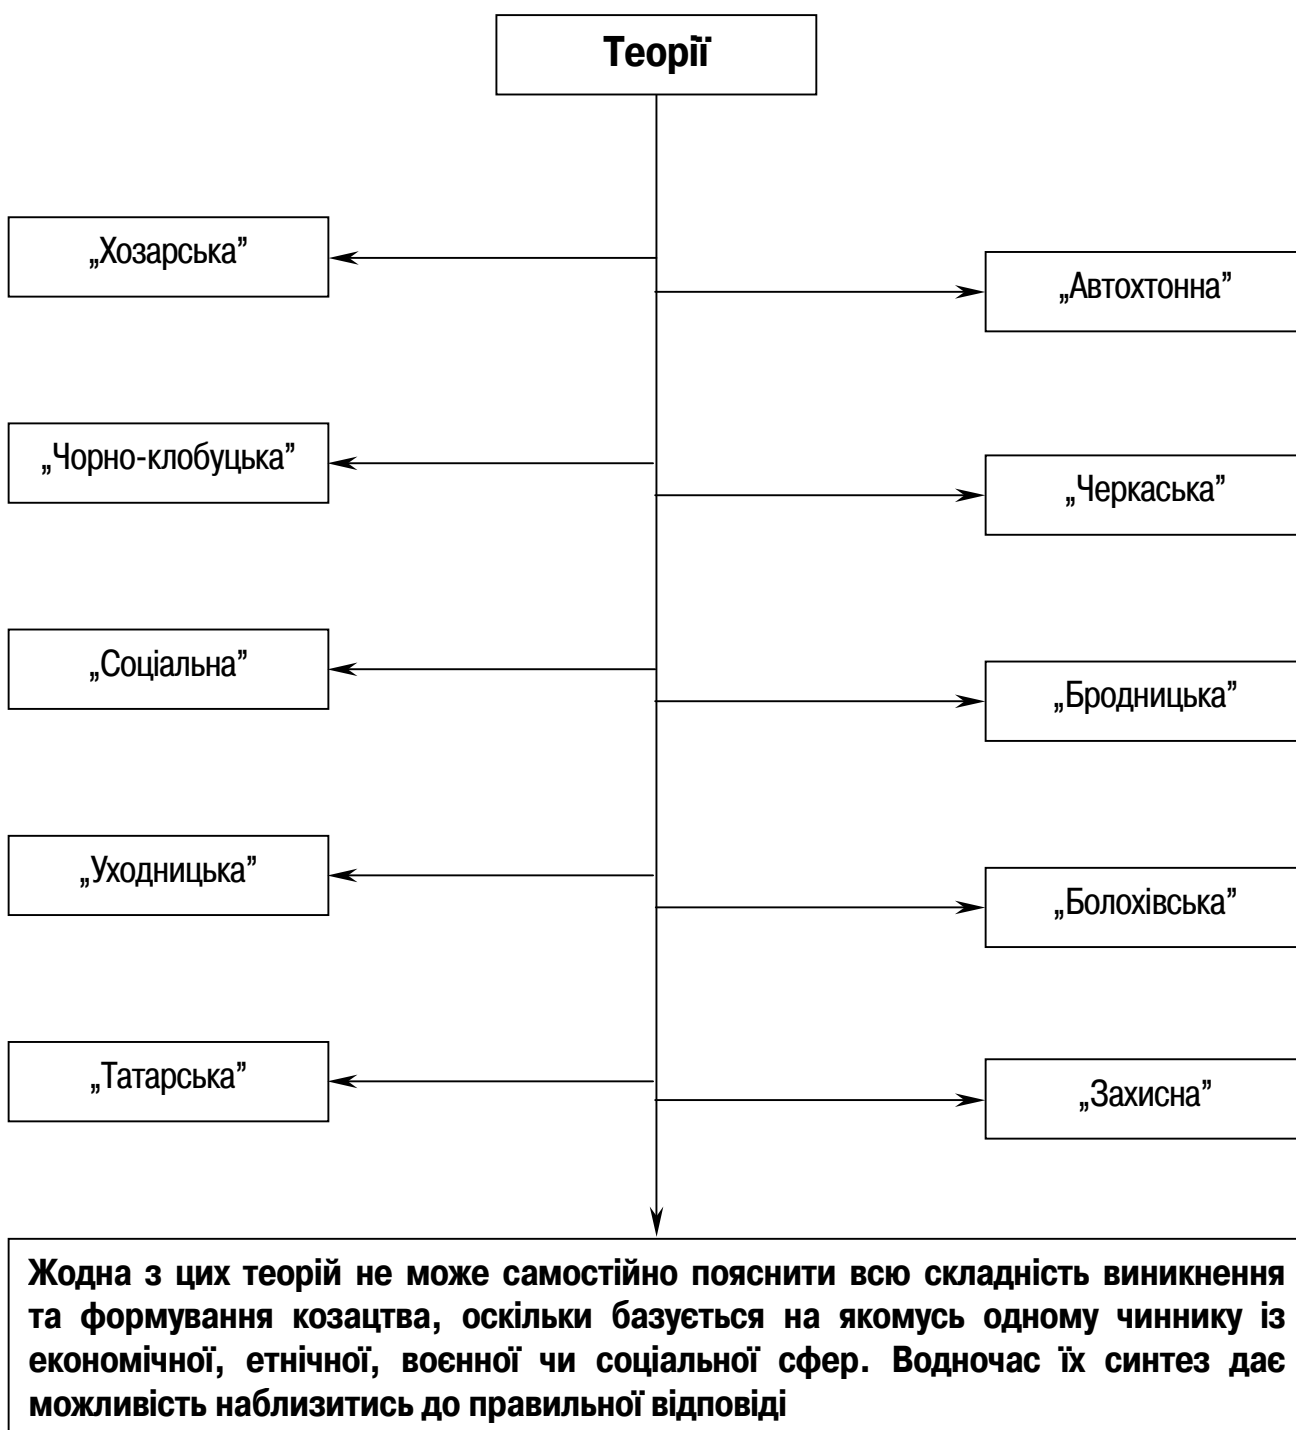 Теорії
„Хозарська”
„Автохтонна”
„Чорно-клобуцька”
„Черкаська”
„Соціальна”
„Бродницька”
„Уходницька”
„Болохівська”
„Татарська”
„Захисна”
Жодна з цих теорій не може самостійно пояснити всю складність виникнення
та формування козацтва, оскільки базується на якомусь одному чиннику із
економічної, етнічної, воєнної чи соціальної сфер. Водночас їх синтез дає
можливість наблизитись до правильної відповіді